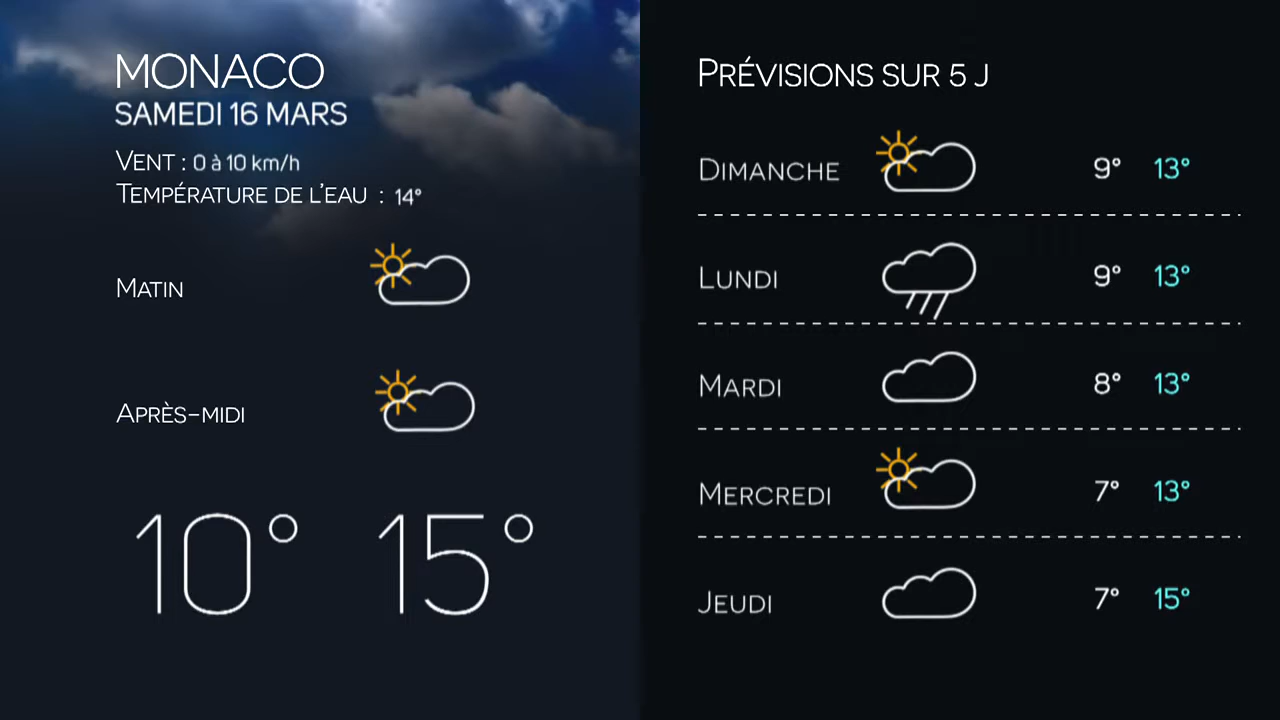 MONACO
SAMEDI 16 MARS
VENT : 0 à 10 km/h
TEMPÉRATURE DE L'EAU : 14°
MATIN
APRÈS-MIDI
10° 15°
PRÉVISIONS SUR 5 J
DIMANCHE 9° 13°
LUNDI 9° 13°
MARDI 8° 13°
MERCREDI 7° 13°
JEUDI 7° 15°